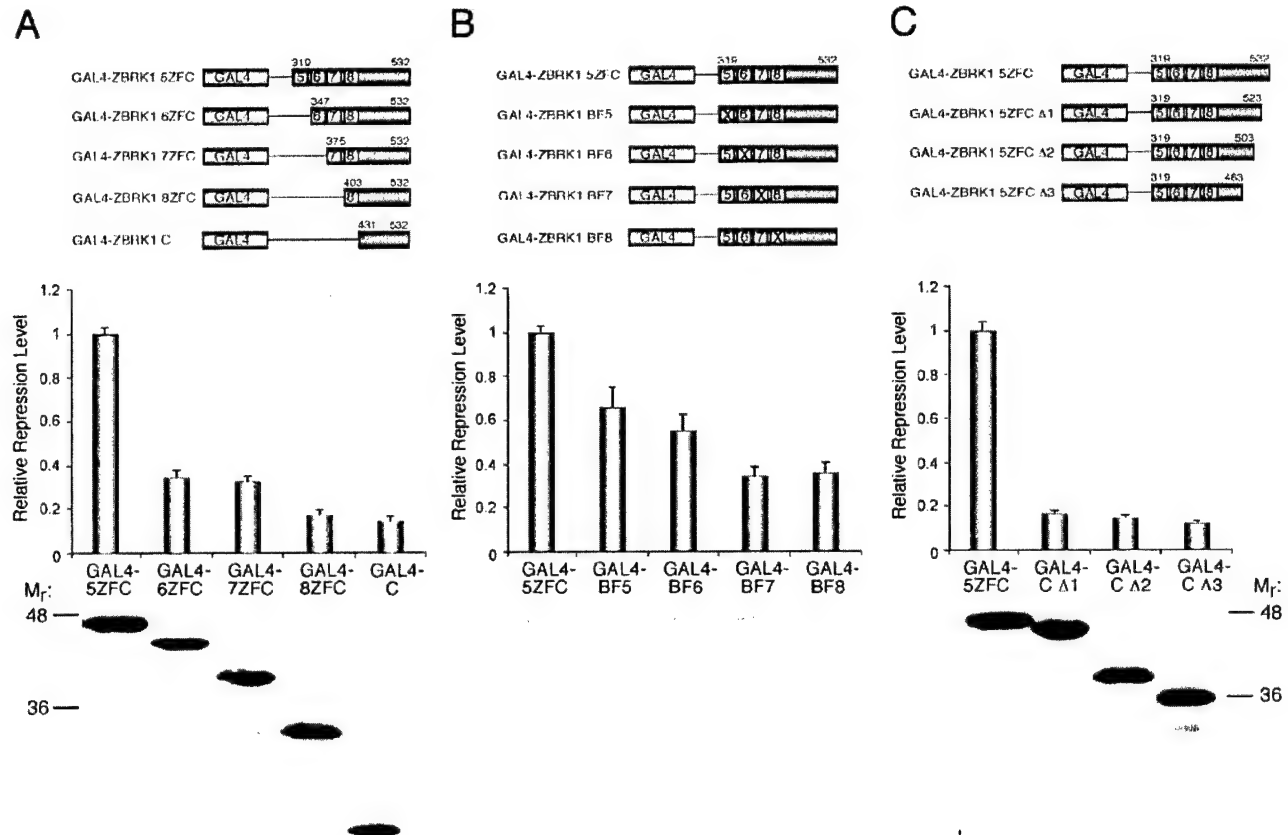 A
319 532
GAL4-ZBRK1 5ZFC GAL4 5 6 7 8
347 532
GAL4-ZBRK1 6ZFC GAL4 6 7 8
375 532
GAL4-ZBRK1 7ZFC GAL4 7 8
403 532
GAL4-ZBRK1 8ZFC GAL4 8
431 532
GAL4-ZBRK1 C GAL4
Relative Repression Level
1.2
1
0.8
0.6
0.4
0.2
0
GAL4-5ZFC GAL4-6ZFC GAL4-7ZFC GAL4-8ZFC GAL4-C
Mr:
48
36
B
319 532
GAL4-ZBRK1 5ZFC GAL4 5 6 7 8
GAL4-ZBRK1 BF5 GAL4 X 6 7 8
GAL4-ZBRK1 BF6 GAL4 5 X 7 8
GAL4-ZBRK1 BF7 GAL4 5 6 X 8
GAL4-ZBRK1 BF8 GAL4 5 6 7 X
Relative Repression Level
1.2
1
0.8
0.6
0.4
0.2
0
GAL4-5ZFC GAL4-BF5 GAL4-BF6 GAL4-BF7 GAL4-BF8
C
319 532
GAL4-ZBRK1 5ZFC GAL4 5 6 7 8
319 523
GAL4-ZBRK1 5ZFC Δ1 GAL4 5 6 7 8
319 503
GAL4-ZBRK1 5ZFC Δ2 GAL4 5 6 7 8
319 463
GAL4-ZBRK1 5ZFC Δ3 GAL4 5 6 7 8
Relative Repression Level
1.2
1
0.8
0.6
0.4
0.2
0
GAL4-5ZFC GAL4-C Δ1 GAL4-C Δ2 GAL4-C Δ3
Mr:
48
36